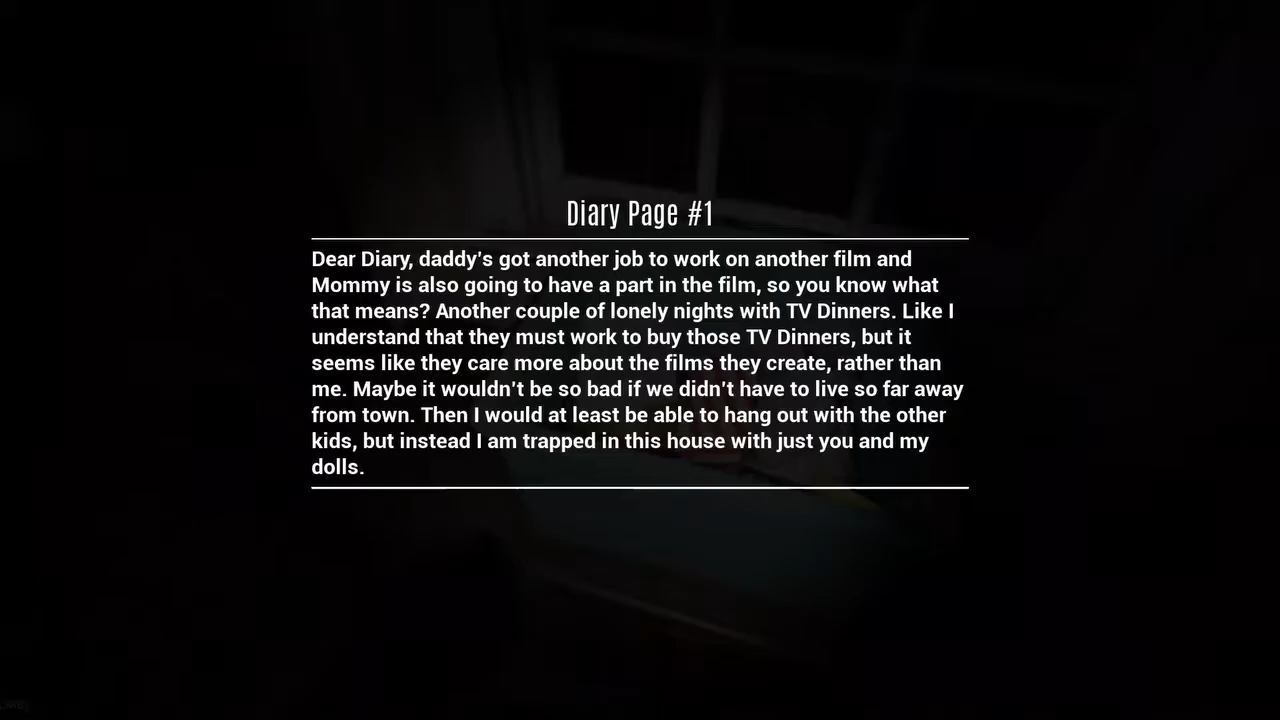 Diary Page #1
Dear Diary, daddy's got another job to work on another film and
Mommy is also going to have a part in the film, so you know what
that means? Another couple of lonely nights with TV Dinners. Like I
understand that they must work to buy those TV Dinners, but it
seems like they care more about the films they create, rather than
me. Maybe it wouldn't be so bad if we didn't have to live so far away
from town. Then I would at least be able to hang out with the other
kids, but instead I am trapped in this house with just you and my
dolls.